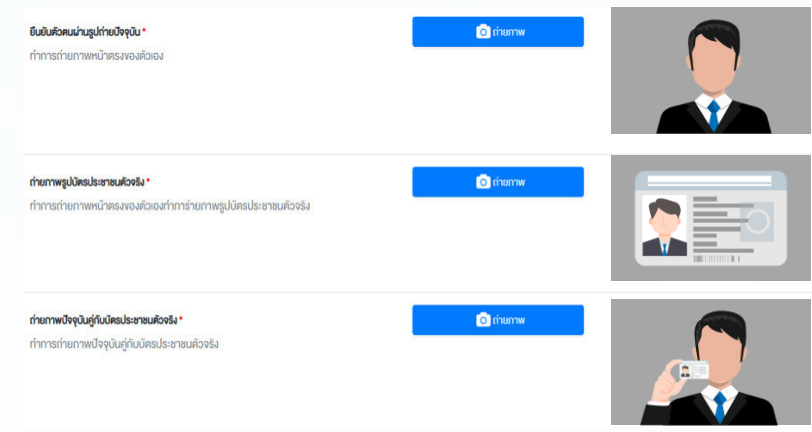 ยืนยันตัวตนผ่านรูปถ่ายปัจจุบัน *
ถ่ายภาพ
ทำการถ่ายภาพหน้าตรงของตัวเอง
ถ่ายภาพรูปบัตรประชาชนตัวจริง *
ถ่ายภาพ
ทำการถ่ายภาพหน้าตรงของตัวเองทำการถ่ายภาพรูปบัตรประชาชนตัวจริง
ถ่ายภาพปัจจุบันคู่กับบัตรประชาชนตัวจริง *
ถ่ายภาพ
ทำการถ่ายภาพปัจจุบันคู่กับบัตรประชาชนตัวจริง